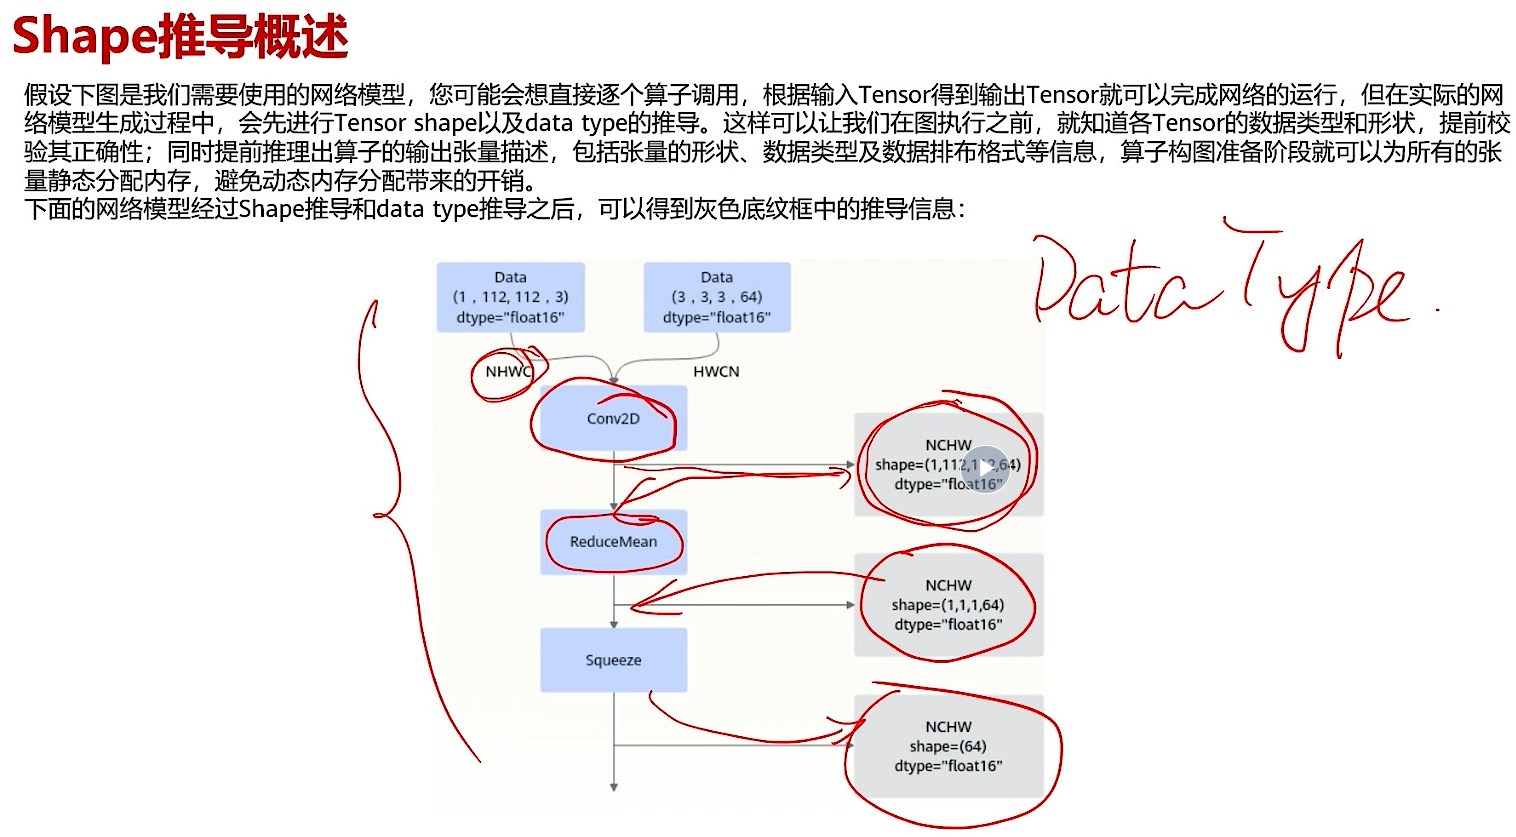 Shape推导概述
假设下图是我们需要使用的网络模型，您可能会想直接逐个算子调用，根据输入Tensor得到输出Tensor就可以完成网络的运行，但在实际的网
络模型生成过程中，会先进行Tensor shape以及data type的推导。这样可以让我们在图执行之前，就知道各Tensor的数据类型和形状，提前校
验其正确性；同时提前推理出算子的输出张量描述，包括张量的形状、数据类型及数据排布格式等信息，算子构图准备阶段就可以为所有的张
量静态分配内存，避免动态内存分配带来的开销。
下面的网络模型经过Shape推导和data type推导之后，可以得到灰色底纹框中的推导信息：
Data Type.
Data
(1，112, 112，3)
dtype="float16"
Data
(3，3, 3，64)
dtype="float16"
NHWC
HWCN
Conv2D
NCHW
shape=(1,112,112,64)
dtype="float16"
ReduceMean
NCHW
shape=(1,1,1,64)
dtype="float16"
Squeeze
NCHW
shape=(64)
dtype="float16"